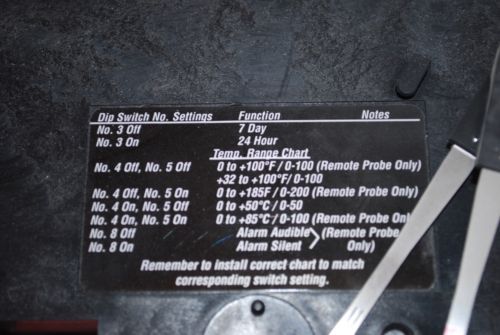 Dip Switch No. Settings Function Notes
No. 3 Off 7 Day
No. 3 On 24 Hour
Temp. Range Chart
No. 4 Off, No. 5 Off 0 to +100°F / 0-100 (Remote Probe Only)
+32 to +100°F/ 0-100
No. 4 Off, No. 5 On 0 to +185F / 0-200 (Remote Probe Only)
No. 4 On, No. 5 Off 0 to +50°C / 0-50
No. 4 On, No. 5 On 0 to +85°C / 0-100 (Remote Probe Only)
No. 8 Off Alarm Audible (Remote Probe
No. 8 On Alarm Silent Only)
Remember to install correct chart to match
corresponding switch setting.